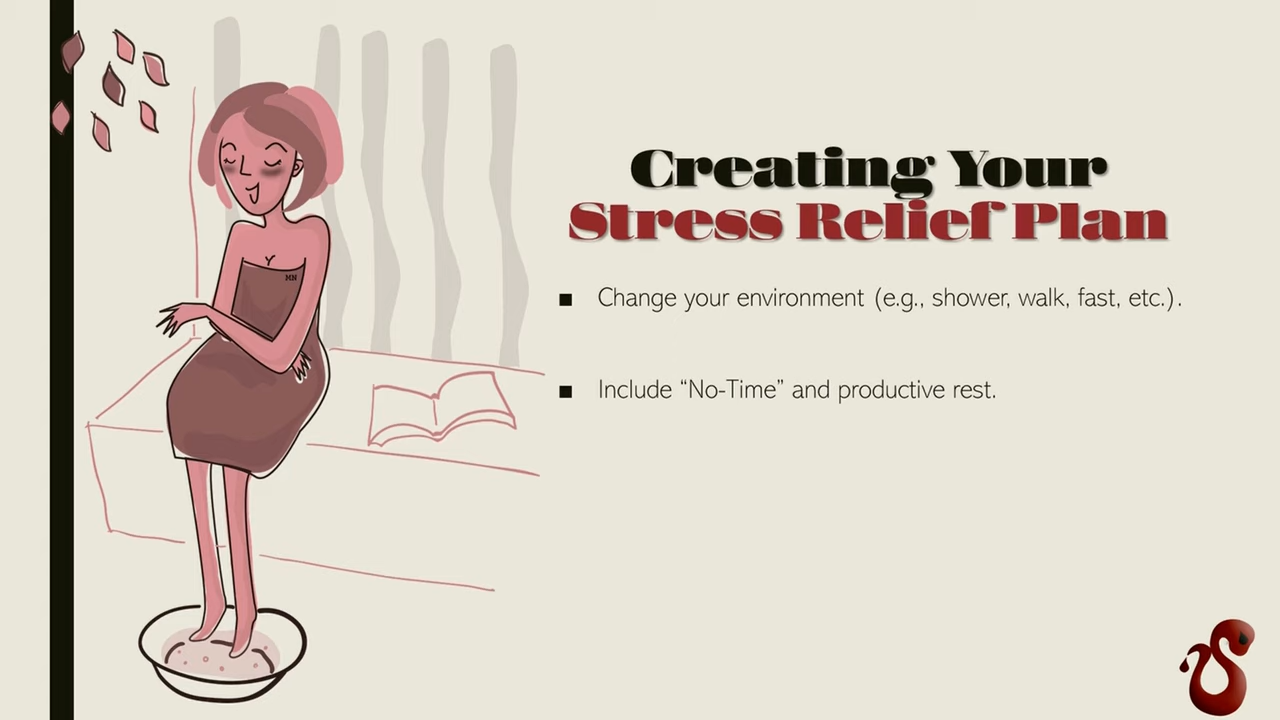 Creating Your
Stress Relief Plan
Change your environment (e.g., shower, walk, fast, etc.).
Include “No-Time” and productive rest.